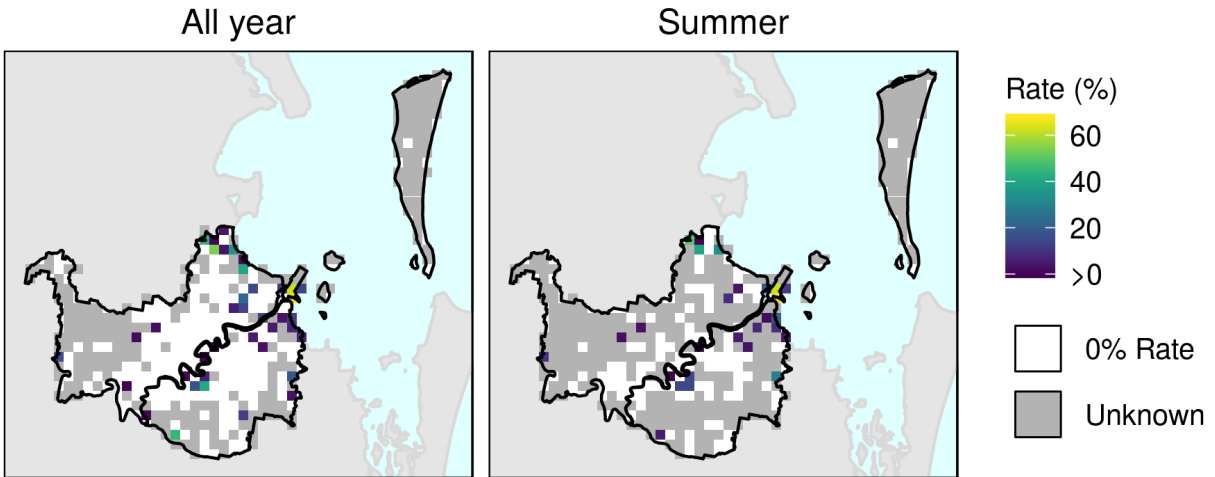 All year
Summer
Rate (%)
60
40
20
>0
0% Rate
Unknown